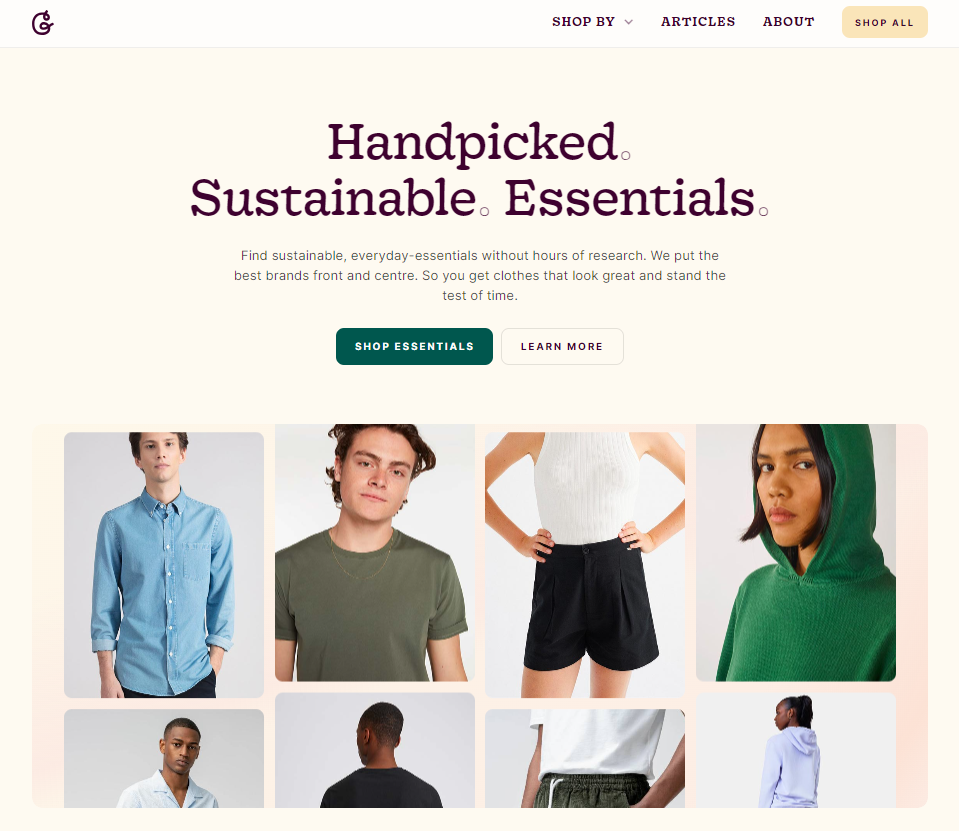 SHOP BY
ARTICLES
ABOUT
SHOP ALL
Handpicked.
Sustainable. Essentials.
Find sustainable, everyday-essentials without hours of research. We put the
best brands front and centre. So you get clothes that look great and stand the
test of time.
SHOP ESSENTIALS
LEARN MORE